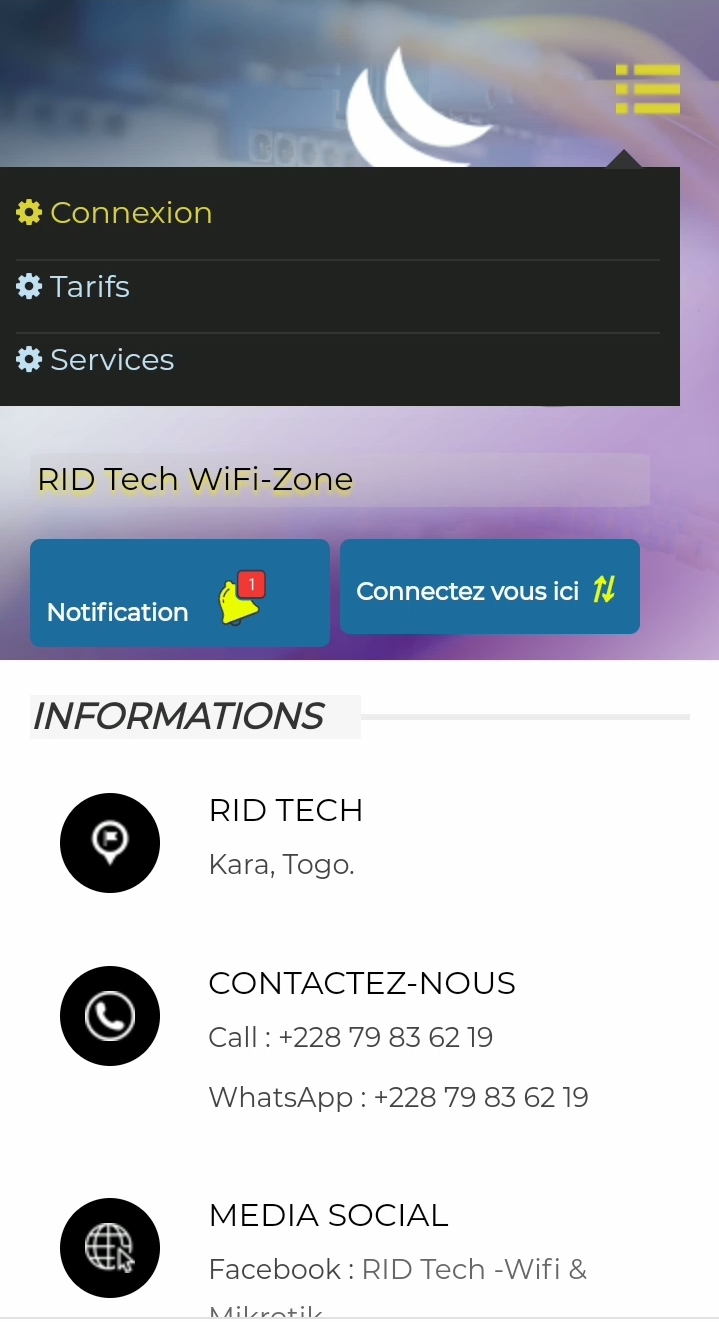 Connexion
Tarifs
Services
RID Tech WiFi-Zone
1
Notification
Connectez vous ici
INFORMATIONS
RID TECH
Kara, Togo.
CONTACTEZ-NOUS
Call : +228 79 83 62 19
WhatsApp : +228 79 83 62 19
MEDIA SOCIAL
Facebook : RID Tech -Wifi &
Mikrotik